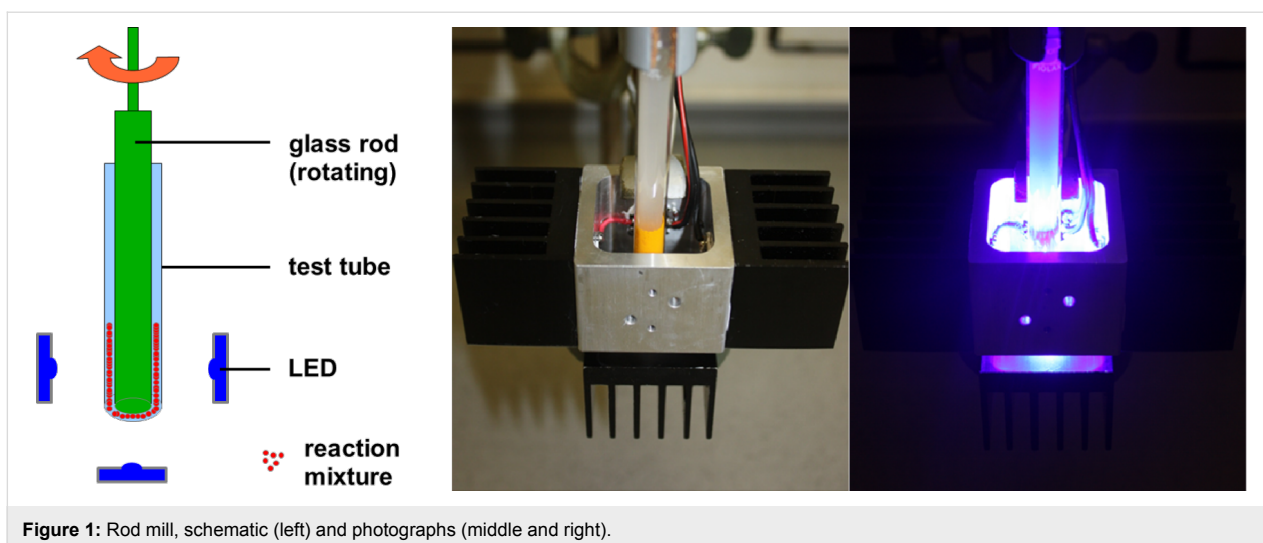 glass rod
(rotating)
test tube
LED
reaction
mixture
Figure 1: Rod mill, schematic (left) and photographs (middle and right).